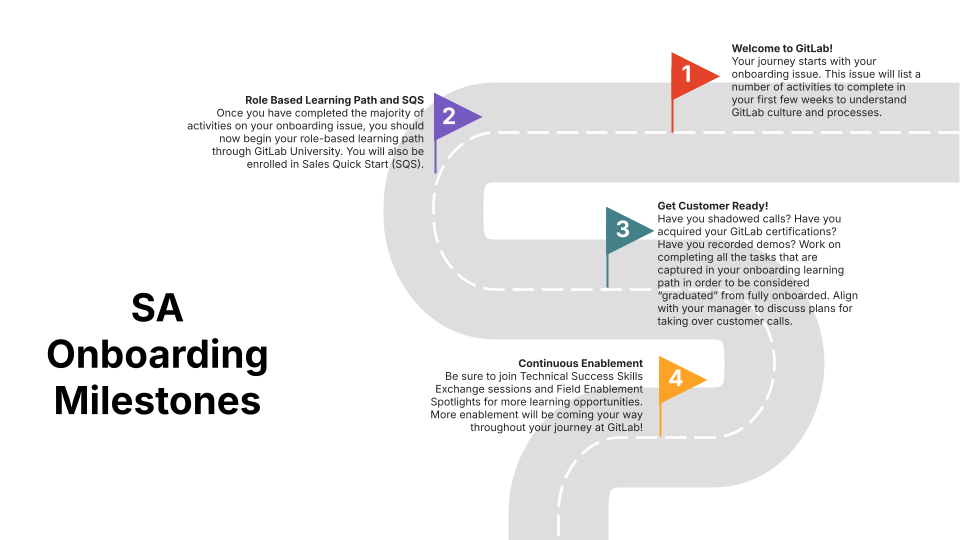 SA
Onboarding
Milestones
1
Welcome to GitLab!
Your journey starts with your
onboarding issue. This issue will list a
number of activities to complete in
your first few weeks to understand
GitLab culture and processes.
2
Role Based Learning Path and SQS
Once you have completed the majority of
activities on your onboarding issue, you should
now begin your role-based learning path
through GitLab University. You will also be
enrolled in Sales Quick Start (SQS).
3
Get Customer Ready!
Have you shadowed calls? Have you
acquired your GitLab certifications?
Have you recorded demos? Work on
completing all the tasks that are
captured in your onboarding learning
path in order to be considered
“graduated” from fully onboarded. Align
with your manager to discuss plans for
taking over customer calls.
4
Continuous Enablement
Be sure to join Technical Success Skills
Exchange sessions and Field Enablement
Spotlights for more learning opportunities.
More enablement will be coming your way
throughout your journey at GitLab!